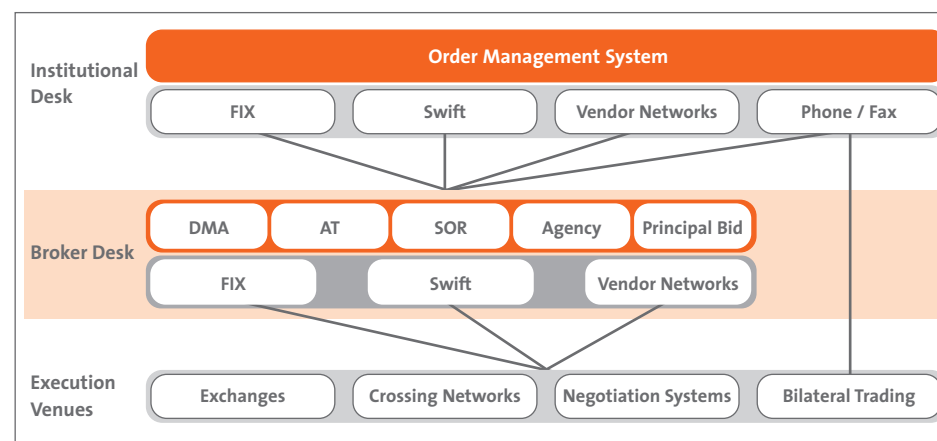 Order Management System
Institutional
Desk
FIX
Swift
Vendor Networks
Phone / Fax
Broker Desk
DMA
AT
SOR
Agency
Principal Bid
FIX
Swift
Vendor Networks
Execution
Venues
Exchanges
Crossing Networks
Negotiation Systems
Bilateral Trading